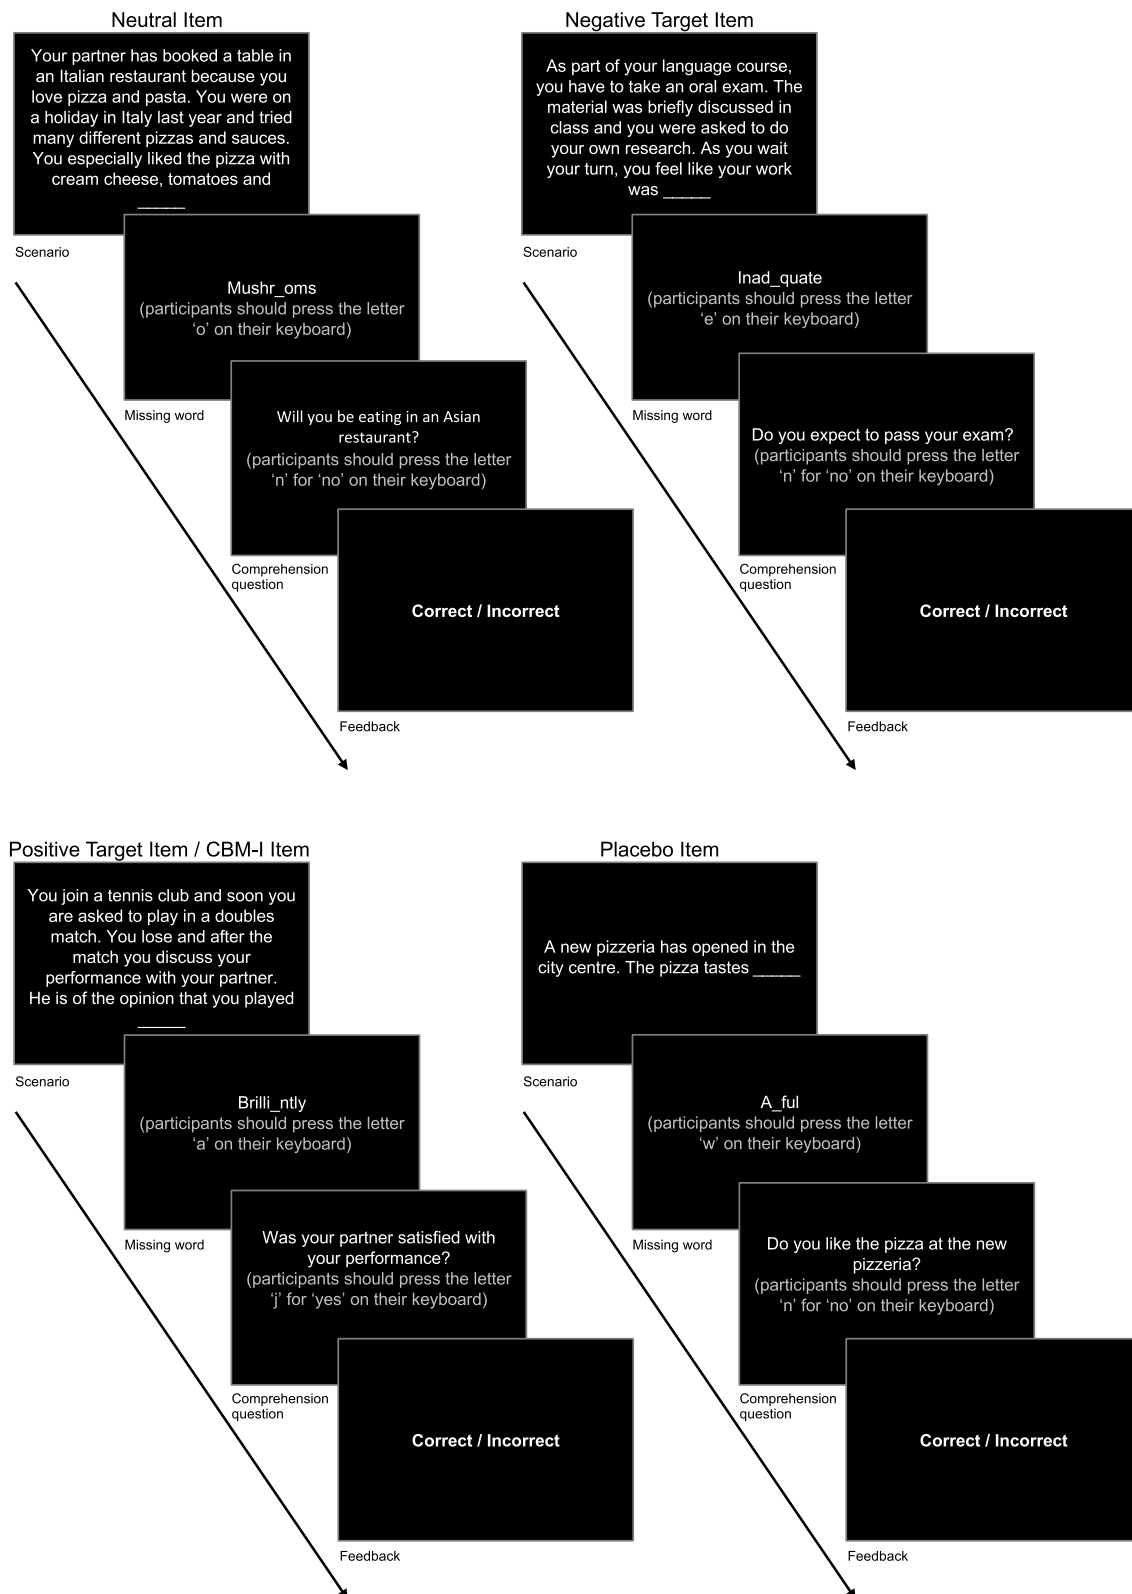 Neutral Item
Your partner has booked a table in
an Italian restaurant because you
love pizza and pasta. You were on
a holiday in Italy last year and tried
many different pizzas and sauces.
You especially liked the pizza with
cream cheese, tomatoes and
_____
Scenario
Mushr_oms
(participants should press the letter
‘o’ on their keyboard)
Missing word
Will you be eating in an Asian
restaurant?
(participants should press the letter
‘n’ for ‘no’ on their keyboard)
Comprehension
question
Correct / Incorrect
Feedback
Negative Target Item
As part of your language course,
you have to take an oral exam. The
material was briefly discussed in
class and you were asked to do
your own research. As you wait
your turn, you feel like your work
was _____
Scenario
Inad_quate
(participants should press the letter
‘e’ on their keyboard)
Missing word
Do you expect to pass your exam?
(participants should press the letter
‘n’ for ‘no’ on their keyboard)
Comprehension
question
Correct / Incorrect
Feedback
Positive Target Item / CBM-I Item
You join a tennis club and soon you
are asked to play in a doubles
match. You lose and after the
match you discuss your
performance with your partner.
He is of the opinion that you played
_____
Scenario
Brilli_ntly
(participants should press the letter
‘a’ on their keyboard)
Missing word
Was your partner satisfied with
your performance?
(participants should press the letter
‘j’ for ‘yes’ on their keyboard)
Comprehension
question
Correct / Incorrect
Feedback
Placebo Item
A new pizzeria has opened in the
city centre. The pizza tastes _____
Scenario
A_ful
(participants should press the letter
‘w’ on their keyboard)
Missing word
Do you like the pizza at the new
pizzeria?
(participants should press the letter
‘n’ for ‘no’ on their keyboard)
Comprehension
question
Correct / Incorrect
Feedback